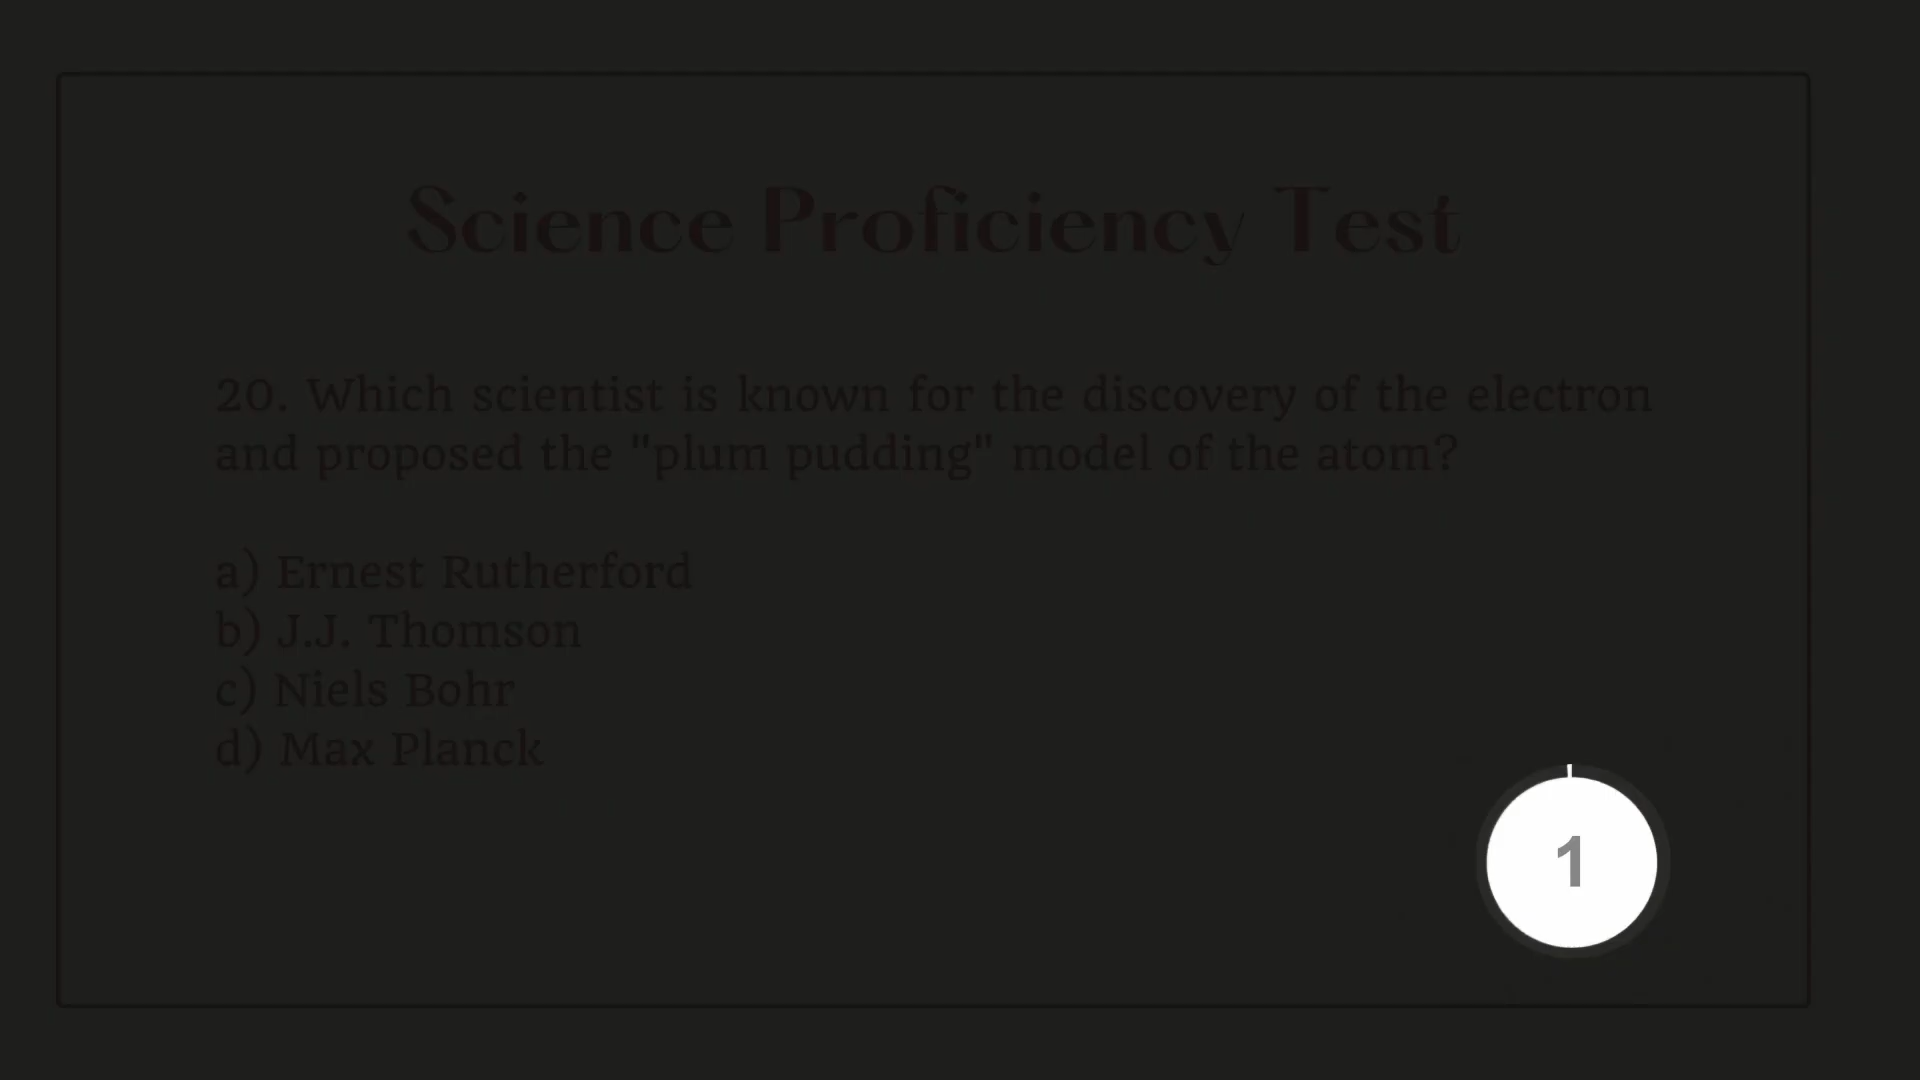 Science Proficiency Test
20. Which scientist is known for the discovery of the electron
and proposed the "plum pudding" model of the atom?
a) Ernest Rutherford
b) J.J. Thomson
c) Niels Bohr
d) Max Planck
1